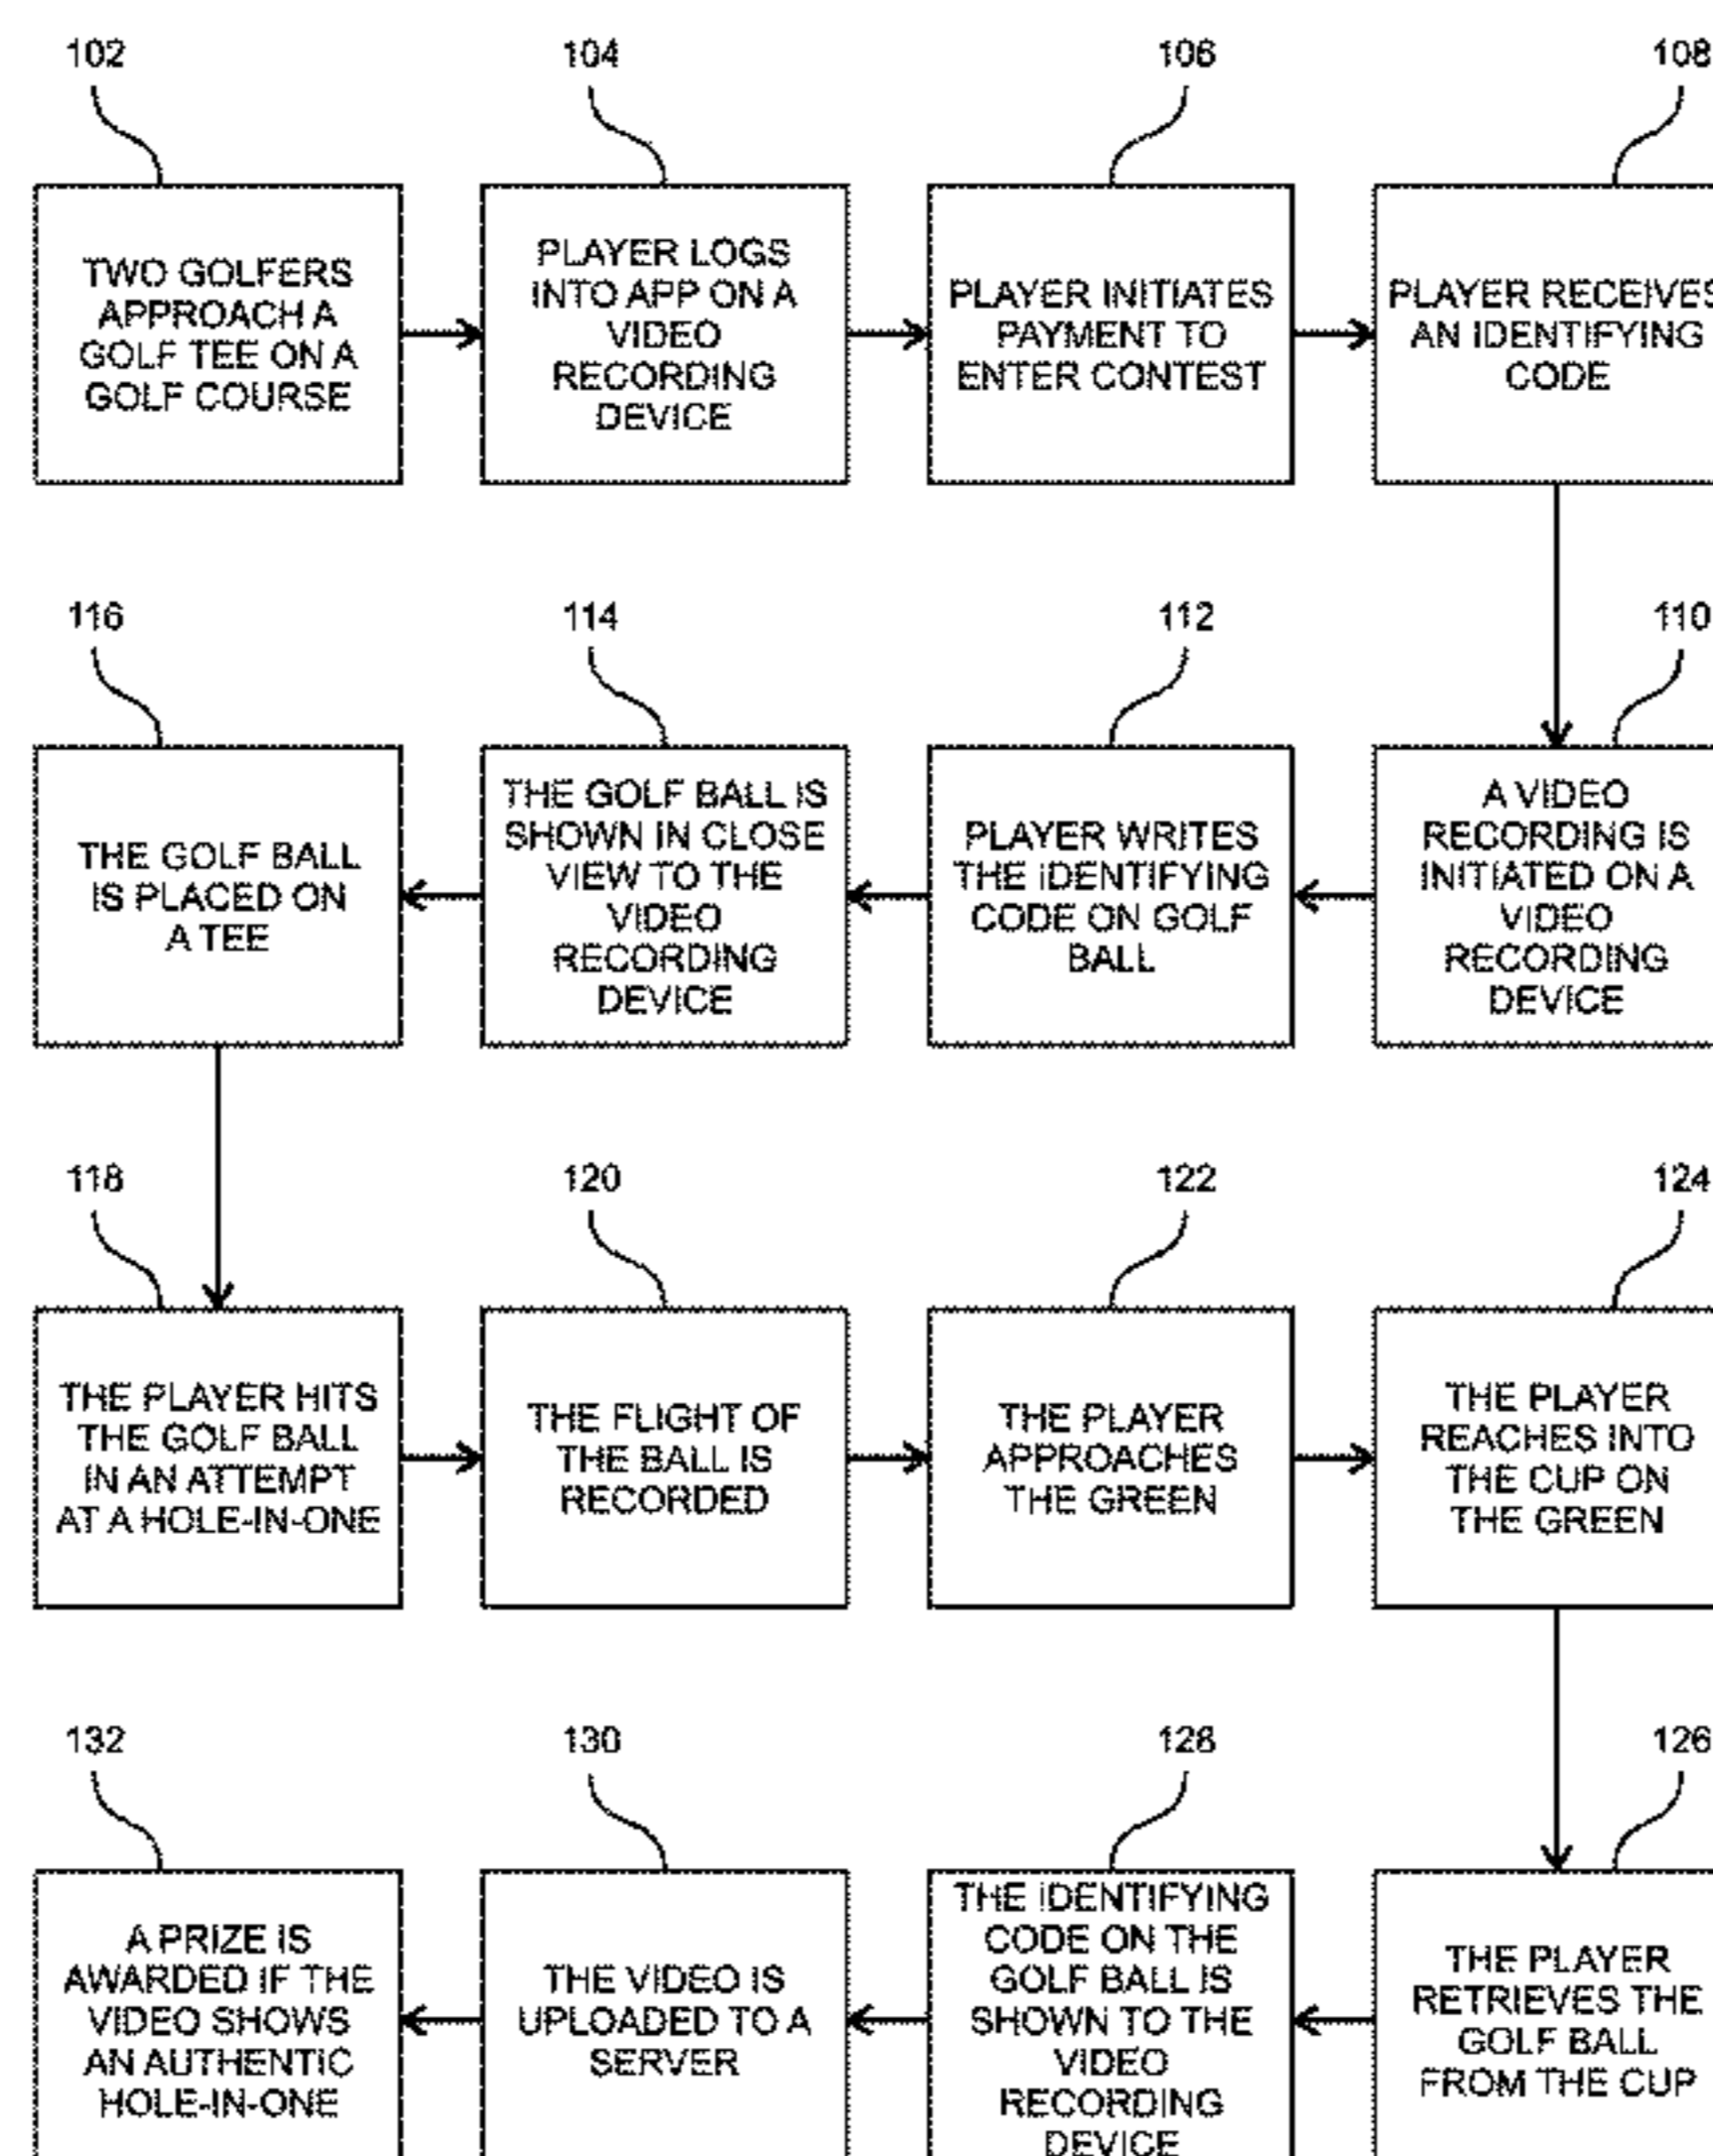 102
104
106
108
TWO GOLFERS
APPROACH A
GOLF TEE ON A
GOLF COURSE
PLAYER LOGS
INTO APP ON A
VIDEO
RECORDING
DEVICE
PLAYER INITIATES
PAYMENT TO
ENTER CONTEST
PLAYER RECEIVES
AN IDENTIFYING
CODE
116
114
112
110
THE GOLF BALL
IS PLACED ON
A TEE
THE GOLF BALL IS
SHOWN IN CLOSE
VIEW TO THE
VIDEO
RECORDING
DEVICE
PLAYER WRITES
THE IDENTIFYING
CODE ON GOLF
BALL
A VIDEO
RECORDING IS
INITIATED ON A
VIDEO
RECORDING
DEVICE
118
120
122
124
THE PLAYER HITS
THE GOLF BALL
IN AN ATTEMPT
AT A HOLE-IN-ONE
THE FLIGHT OF
THE BALL IS
RECORDED
THE PLAYER
APPROACHES
THE GREEN
THE PLAYER
REACHES INTO
THE CUP ON
THE GREEN
132
130
128
126
A PRIZE IS
AWARDED IF THE
VIDEO SHOWS
AN AUTHENTIC
HOLE-IN-ONE
THE VIDEO IS
UPLOADED TO A
SERVER
THE IDENTIFYING
CODE ON THE
GOLF BALL IS
SHOWN TO THE
VIDEO
RECORDING
DEVICE
THE PLAYER
RETRIEVES THE
GOLF BALL
FROM THE CUP